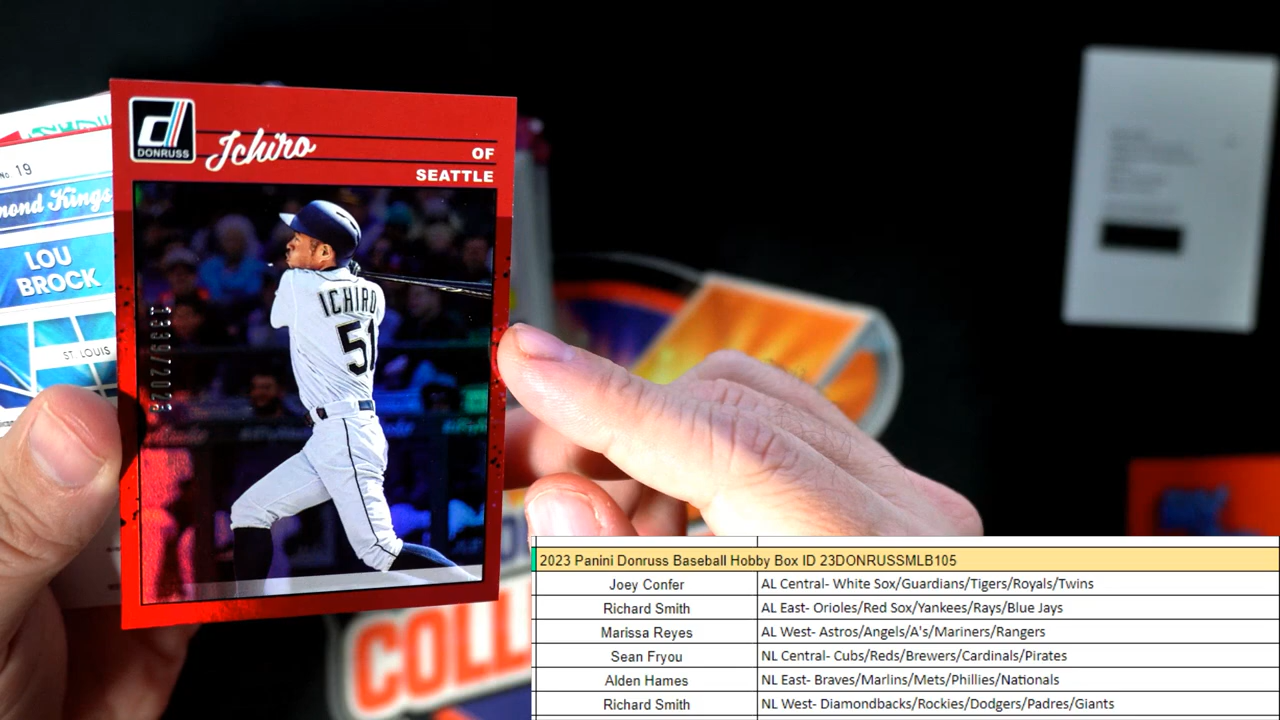 No. 19
mond Kings
LOU
BROCK
ST. LOUIS
d
DONRUSS
Ichiro
OF
SEATTLE
ICHIRO
51
COLL
2023 Panini Donruss Baseball Hobby Box ID 23DONRUSSMLB105
Joey Confer AL Central- White Sox/Guardians/Tigers/Royals/Twins
Richard Smith AL East- Orioles/Red Sox/Yankees/Rays/Blue Jays
Marissa Reyes AL West- Astros/Angels/A's/Mariners/Rangers
Sean Fryou NL Central- Cubs/Reds/Brewers/Cardinals/Pirates
Alden Hames NL East- Braves/Marlins/Mets/Phillies/Nationals
Richard Smith NL West- Diamondbacks/Rockies/Dodgers/Padres/Giants